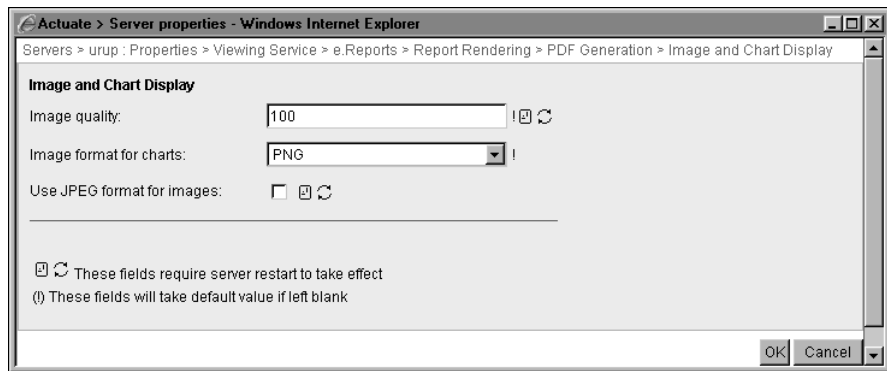 Actuate > Server properties - Windows Internet Explorer
Servers > urup : Properties > Viewing Service > e.Reports > Report Rendering > PDF Generation > Image and Chart Display
Image and Chart Display
Image quality: 100 !
Image format for charts: PNG !
Use JPEG format for images:
These fields require server restart to take effect
(!) These fields will take default value if left blank
OK Cancel